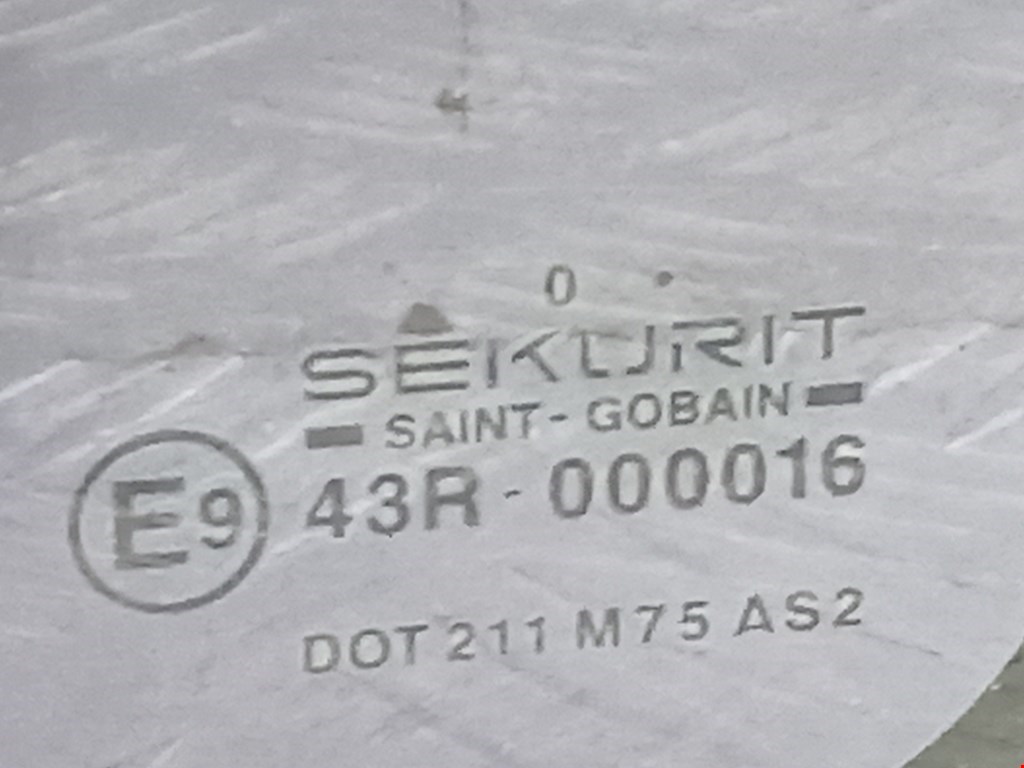 0
SEKURIT
SAINT-GOBAIN
E9 43R - 000016
DOT 211 M75 AS2